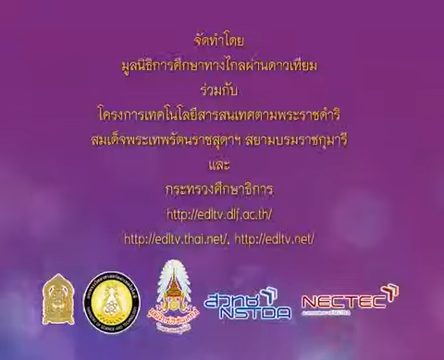 จัดทำโดย
มูลนิธิการศึกษาทางไกลผ่านดาวเทียม
ร่วมกับ
โครงการเทคโนโลยีสารสนเทศตามพระราชดำริ
สมเด็จพระเทพรัตนราชสุดาฯ สยามบรมราชกุมารี
และ
กระทรวงศึกษาธิการ
http://edltv.dlf.ac.th/
http://edltv.thai.net/, http://edltv.net/
สวทช NECTEC
NSTDA